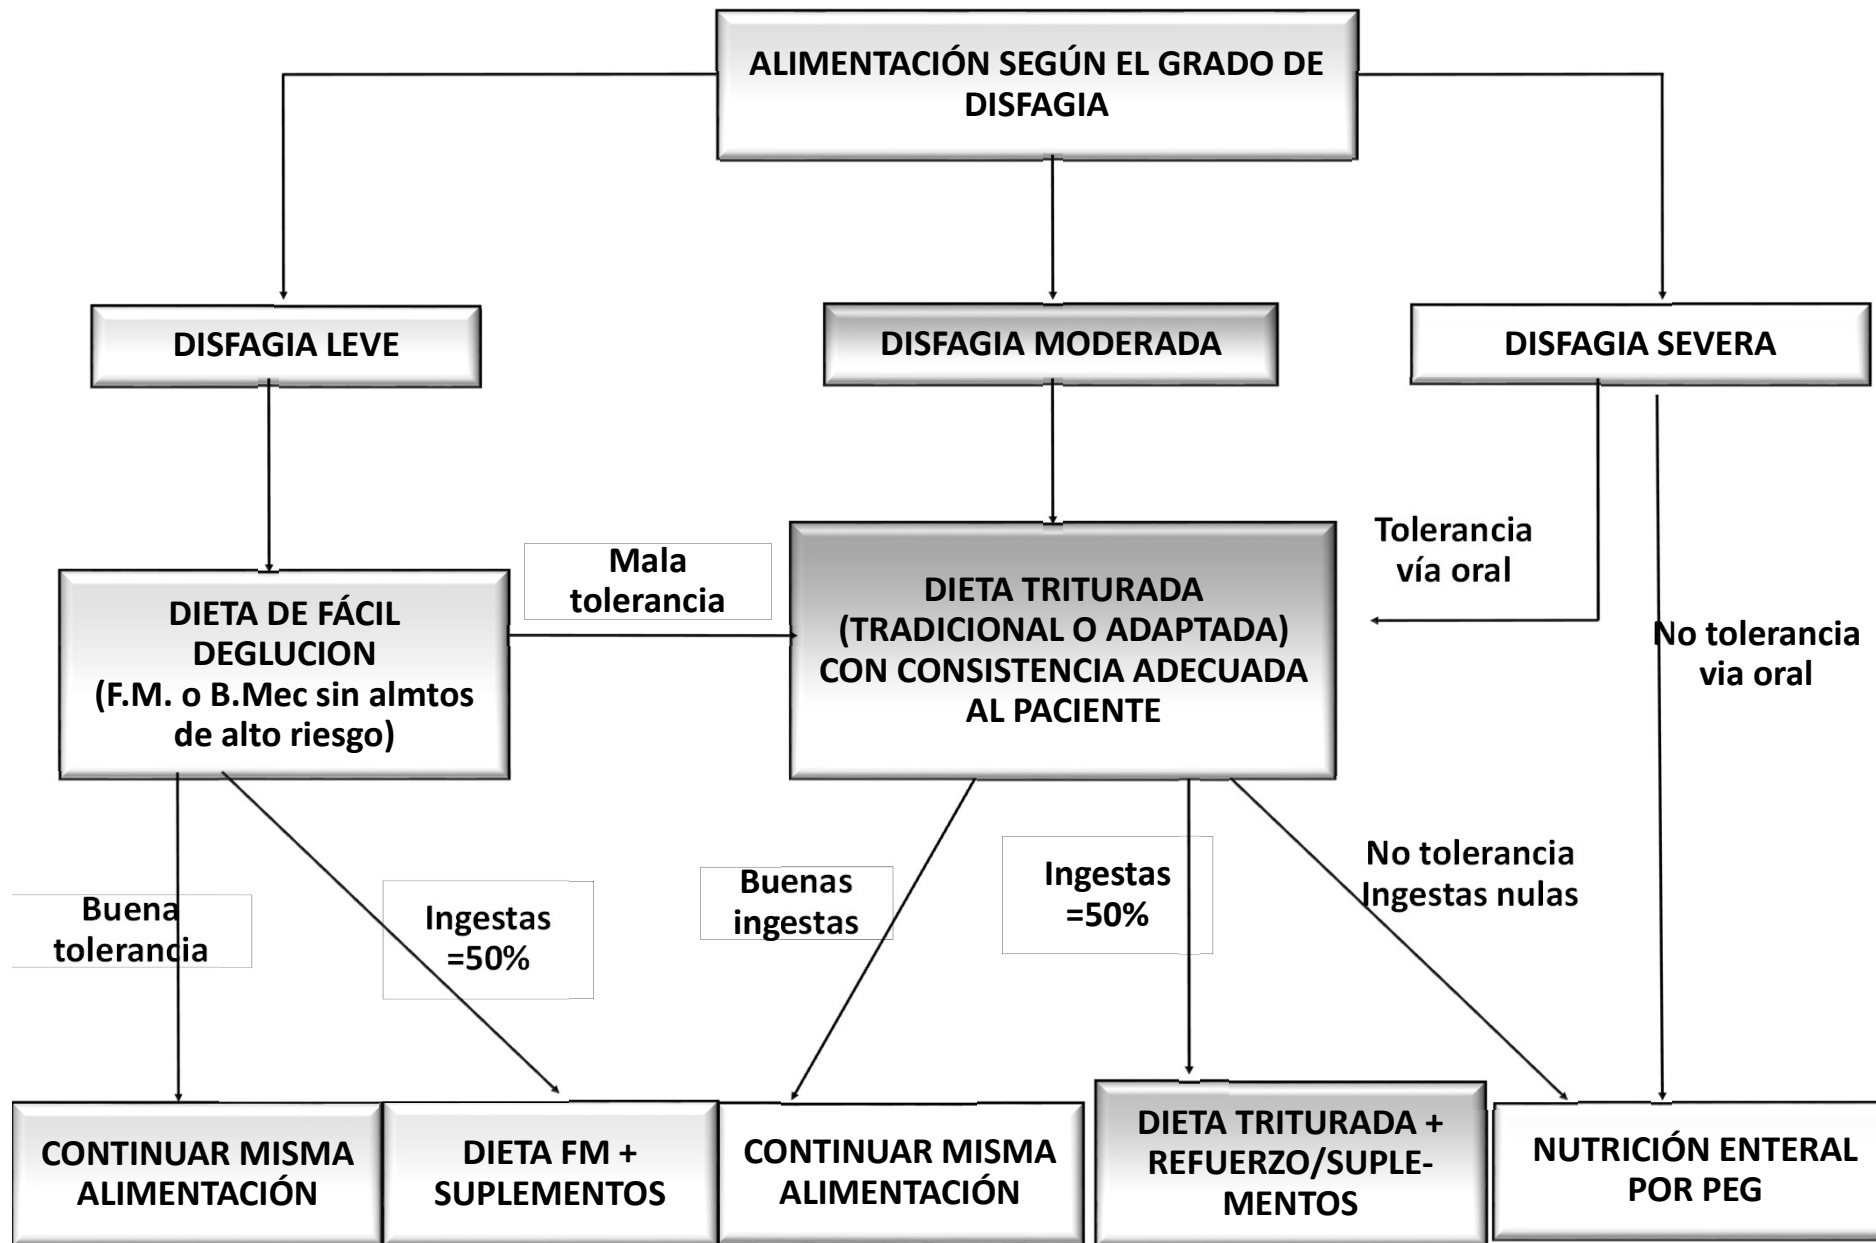 ALIMENTACIÓN SEGÚN EL GRADO DE
DISFAGIA
DISFAGIA LEVE
DISFAGIA MODERADA
DISFAGIA SEVERA
Mala
tolerancia
Tolerancia
vía oral
DIETA DE FÁCIL
DEGLUCION
(F.M. o B.Mec sin almtos
de alto riesgo)
DIETA TRITURADA
(TRADICIONAL O ADAPTADA)
CON CONSISTENCIA ADECUADA
AL PACIENTE
No tolerancia
via oral
Buena
tolerancia
Ingestas
=50%
Buenas
ingestas
Ingestas
=50%
No tolerancia
Ingestas nulas
CONTINUAR MISMA
ALIMENTACIÓN
DIETA FM +
SUPLEMENTOS
CONTINUAR MISMA
ALIMENTACIÓN
DIETA TRITURADA +
REFUERZO/SUPLE-
MENTOS
NUTRICIÓN ENTERAL
POR PEG